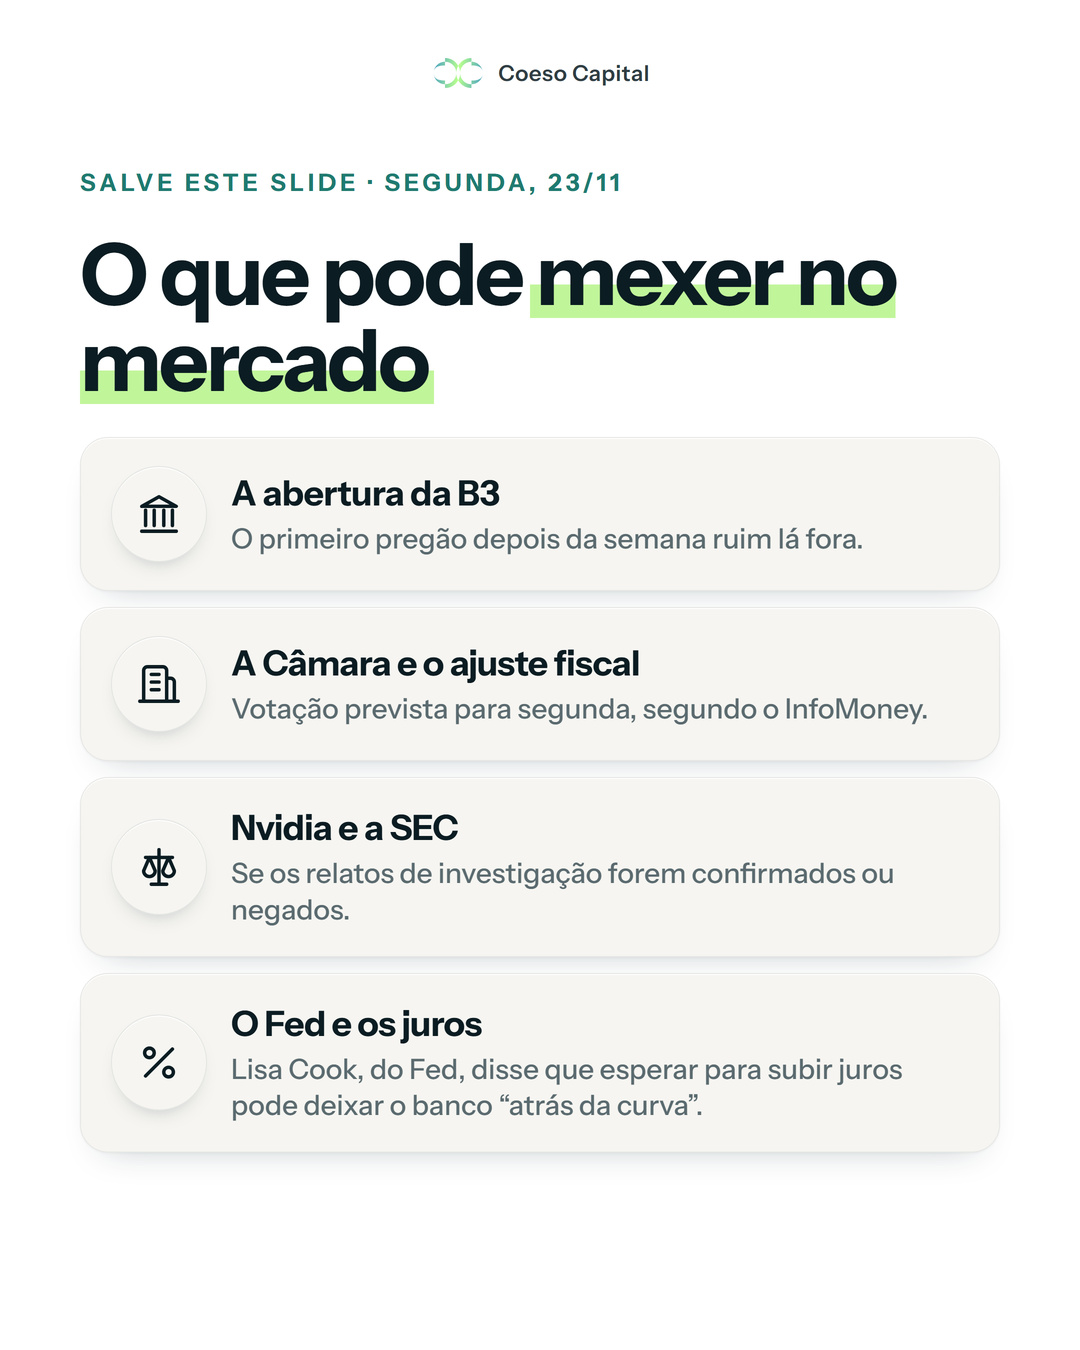 Coeso Capital
SALVE ESTE SLIDE · SEGUNDA, 23/11
O que pode mexer no
mercado
A abertura da B3
O primeiro pregão depois da semana ruim lá fora.
A Câmara e o ajuste fiscal
Votação prevista para segunda, segundo o InfoMoney.
Nvidia e a SEC
Se os relatos de investigação forem confirmados ou
negados.
O Fed e os juros
Lisa Cook, do Fed, disse que esperar para subir juros
pode deixar o banco “atrás da curva”.